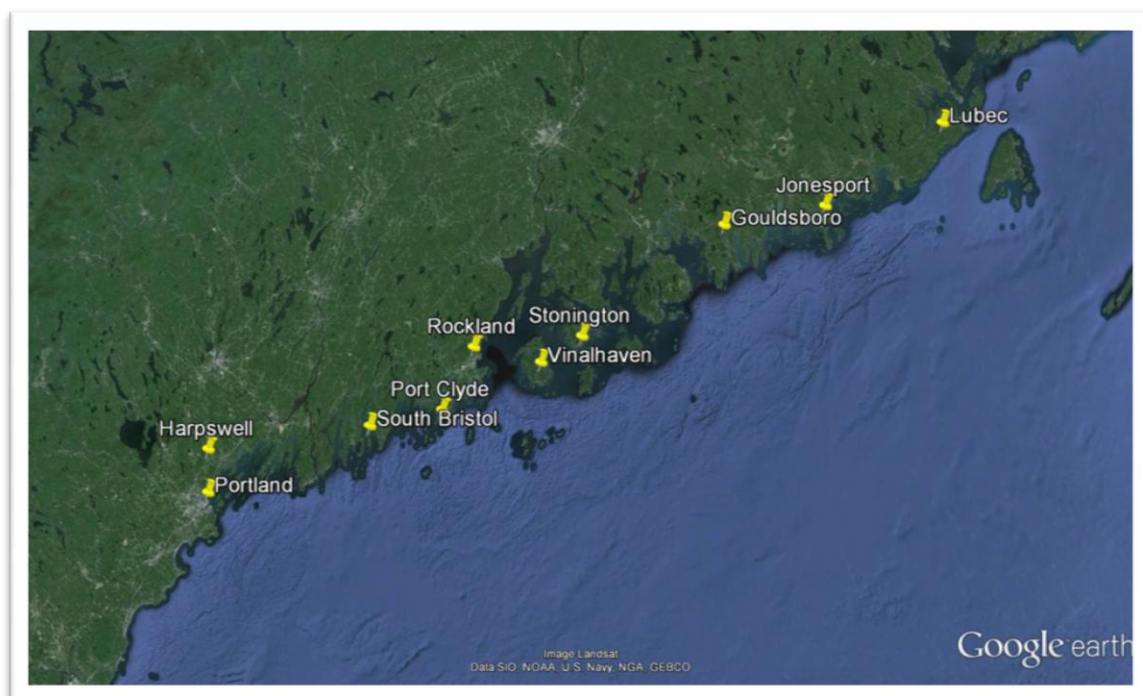 Lubec
Jonesport
Gouldsboro
Stonington
Rockland
Vinalhaven
Port Clyde
South Bristol
Harpswell
Portland
Image Landsat
Data SIO, NOAA, U.S. Navy, NGA, GEBCO
Google earth